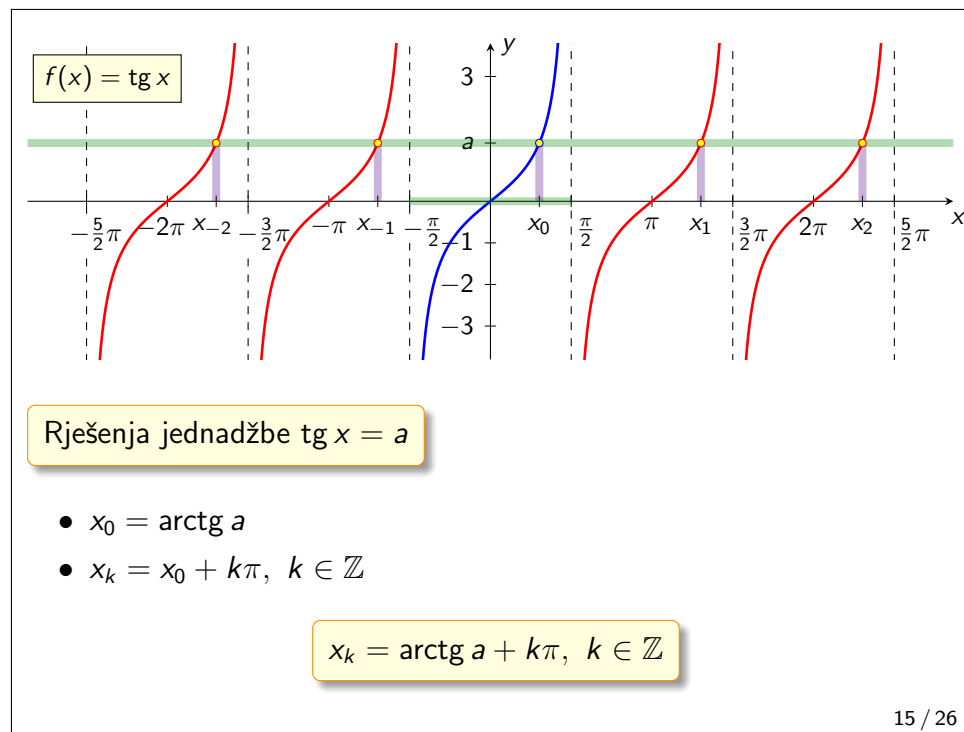 f(x) = tg x
y
3
a
−5/2π −2π x₋₂ −3/2π −π x₋₁ −π/2 x₀ π/2 π x₁ 3/2π 2π x₂ 5/2π x
−1
−2
−3
Rješenja jednadžbe tg x = a
• x₀ = arctg a
• xₖ = x₀ + kπ, k ∈ ℤ
xₖ = arctg a + kπ, k ∈ ℤ
15 / 26